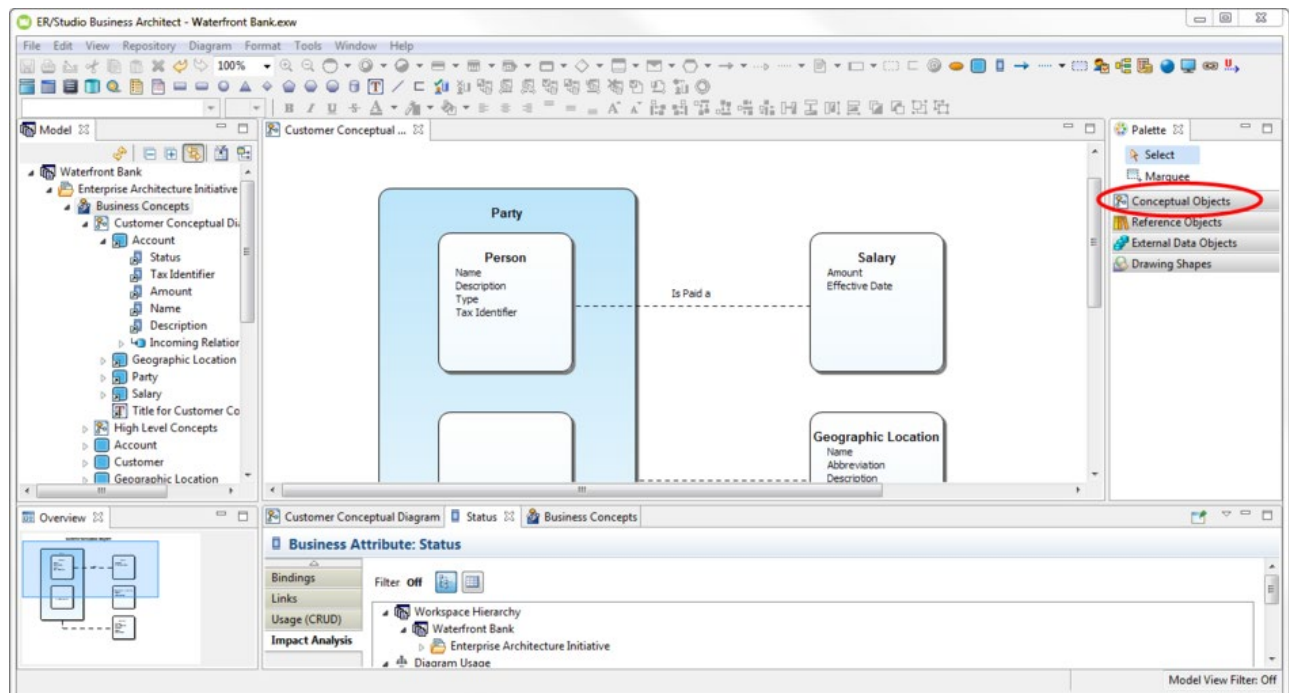 ER/Studio Business Architect - Waterfront Bank.exw
File Edit View Repository Diagram Format Tools Window Help
100%
B I U S A
Model
Waterfront Bank
Enterprise Architecture Initiative
Business Concepts
Customer Conceptual Di
Account
Status
Tax Identifier
Amount
Name
Description
Incoming Relation
Geographic Location
Party
Salary
Title for Customer Co
High Level Concepts
Account
Customer
Geographic Location
Customer Conceptual ...
Party
Person
Name
Description
Type
Tax Identifier
Is Paid a
Salary
Amount
Effective Date
Geographic Location
Name
Abbreviation
Description
Palette
Select
Marquee
Conceptual Objects
Reference Objects
External Data Objects
Drawing Shapes
Overview
Customer Conceptual Diagram Status Business Concepts
Business Attribute: Status
Bindings
Links
Usage (CRUD)
Impact Analysis
Filter Off
Workspace Hierarchy
Waterfront Bank
Enterprise Architecture Initiative
Diagram Usage
Model View Filter: Off